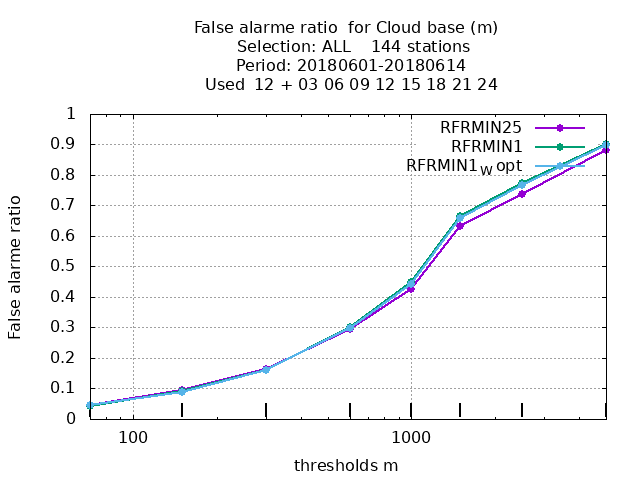 False alarme ratio  for Cloud base (m)
Selection: ALL    144 stations
Period: 20180601-20180614
Used  12 + 03 06 09 12 15 18 21 24
RFRMIN25
RFRMIN1
RFRMIN1Wopt
False alarme ratio
1
0.9
0.8
0.7
0.6
0.5
0.4
0.3
0.2
0.1
0
100 1000
thresholds m